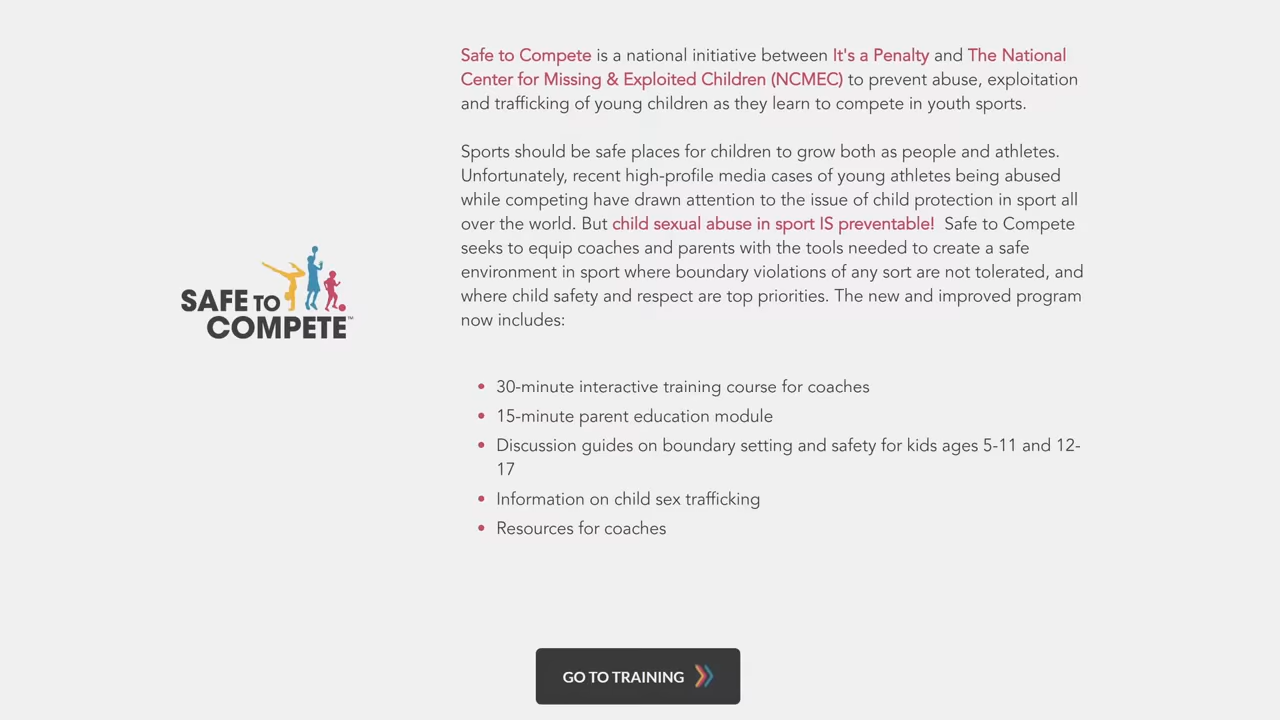 Safe to Compete is a national initiative between It's a Penalty and The National
Center for Missing & Exploited Children (NCMEC) to prevent abuse, exploitation
and trafficking of young children as they learn to compete in youth sports.
Sports should be safe places for children to grow both as people and athletes.
Unfortunately, recent high-profile media cases of young athletes being abused
while competing have drawn attention to the issue of child protection in sport all
over the world. But child sexual abuse in sport IS preventable! Safe to Compete
seeks to equip coaches and parents with the tools needed to create a safe
environment in sport where boundary violations of any sort are not tolerated, and
where child safety and respect are top priorities. The new and improved program
now includes:
SAFE TO
COMPETE™
• 30-minute interactive training course for coaches
• 15-minute parent education module
• Discussion guides on boundary setting and safety for kids ages 5-11 and 12-
17
• Information on child sex trafficking
• Resources for coaches
GO TO TRAINING